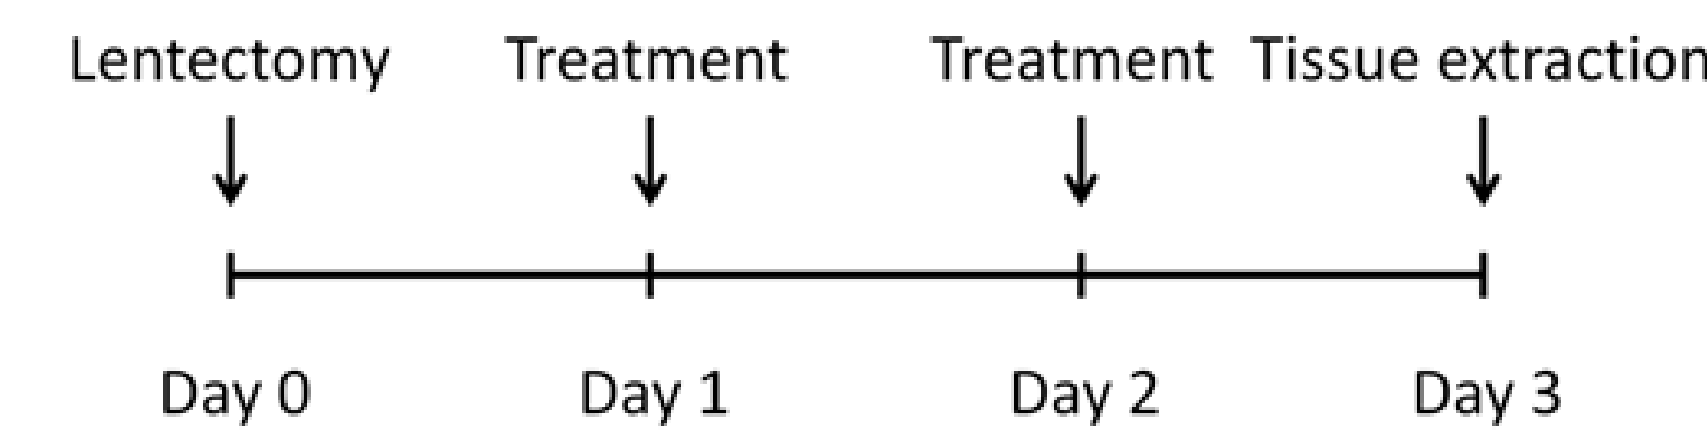 Lentectomy Treatment Treatment Tissue extraction
Day 0 Day 1 Day 2 Day 3